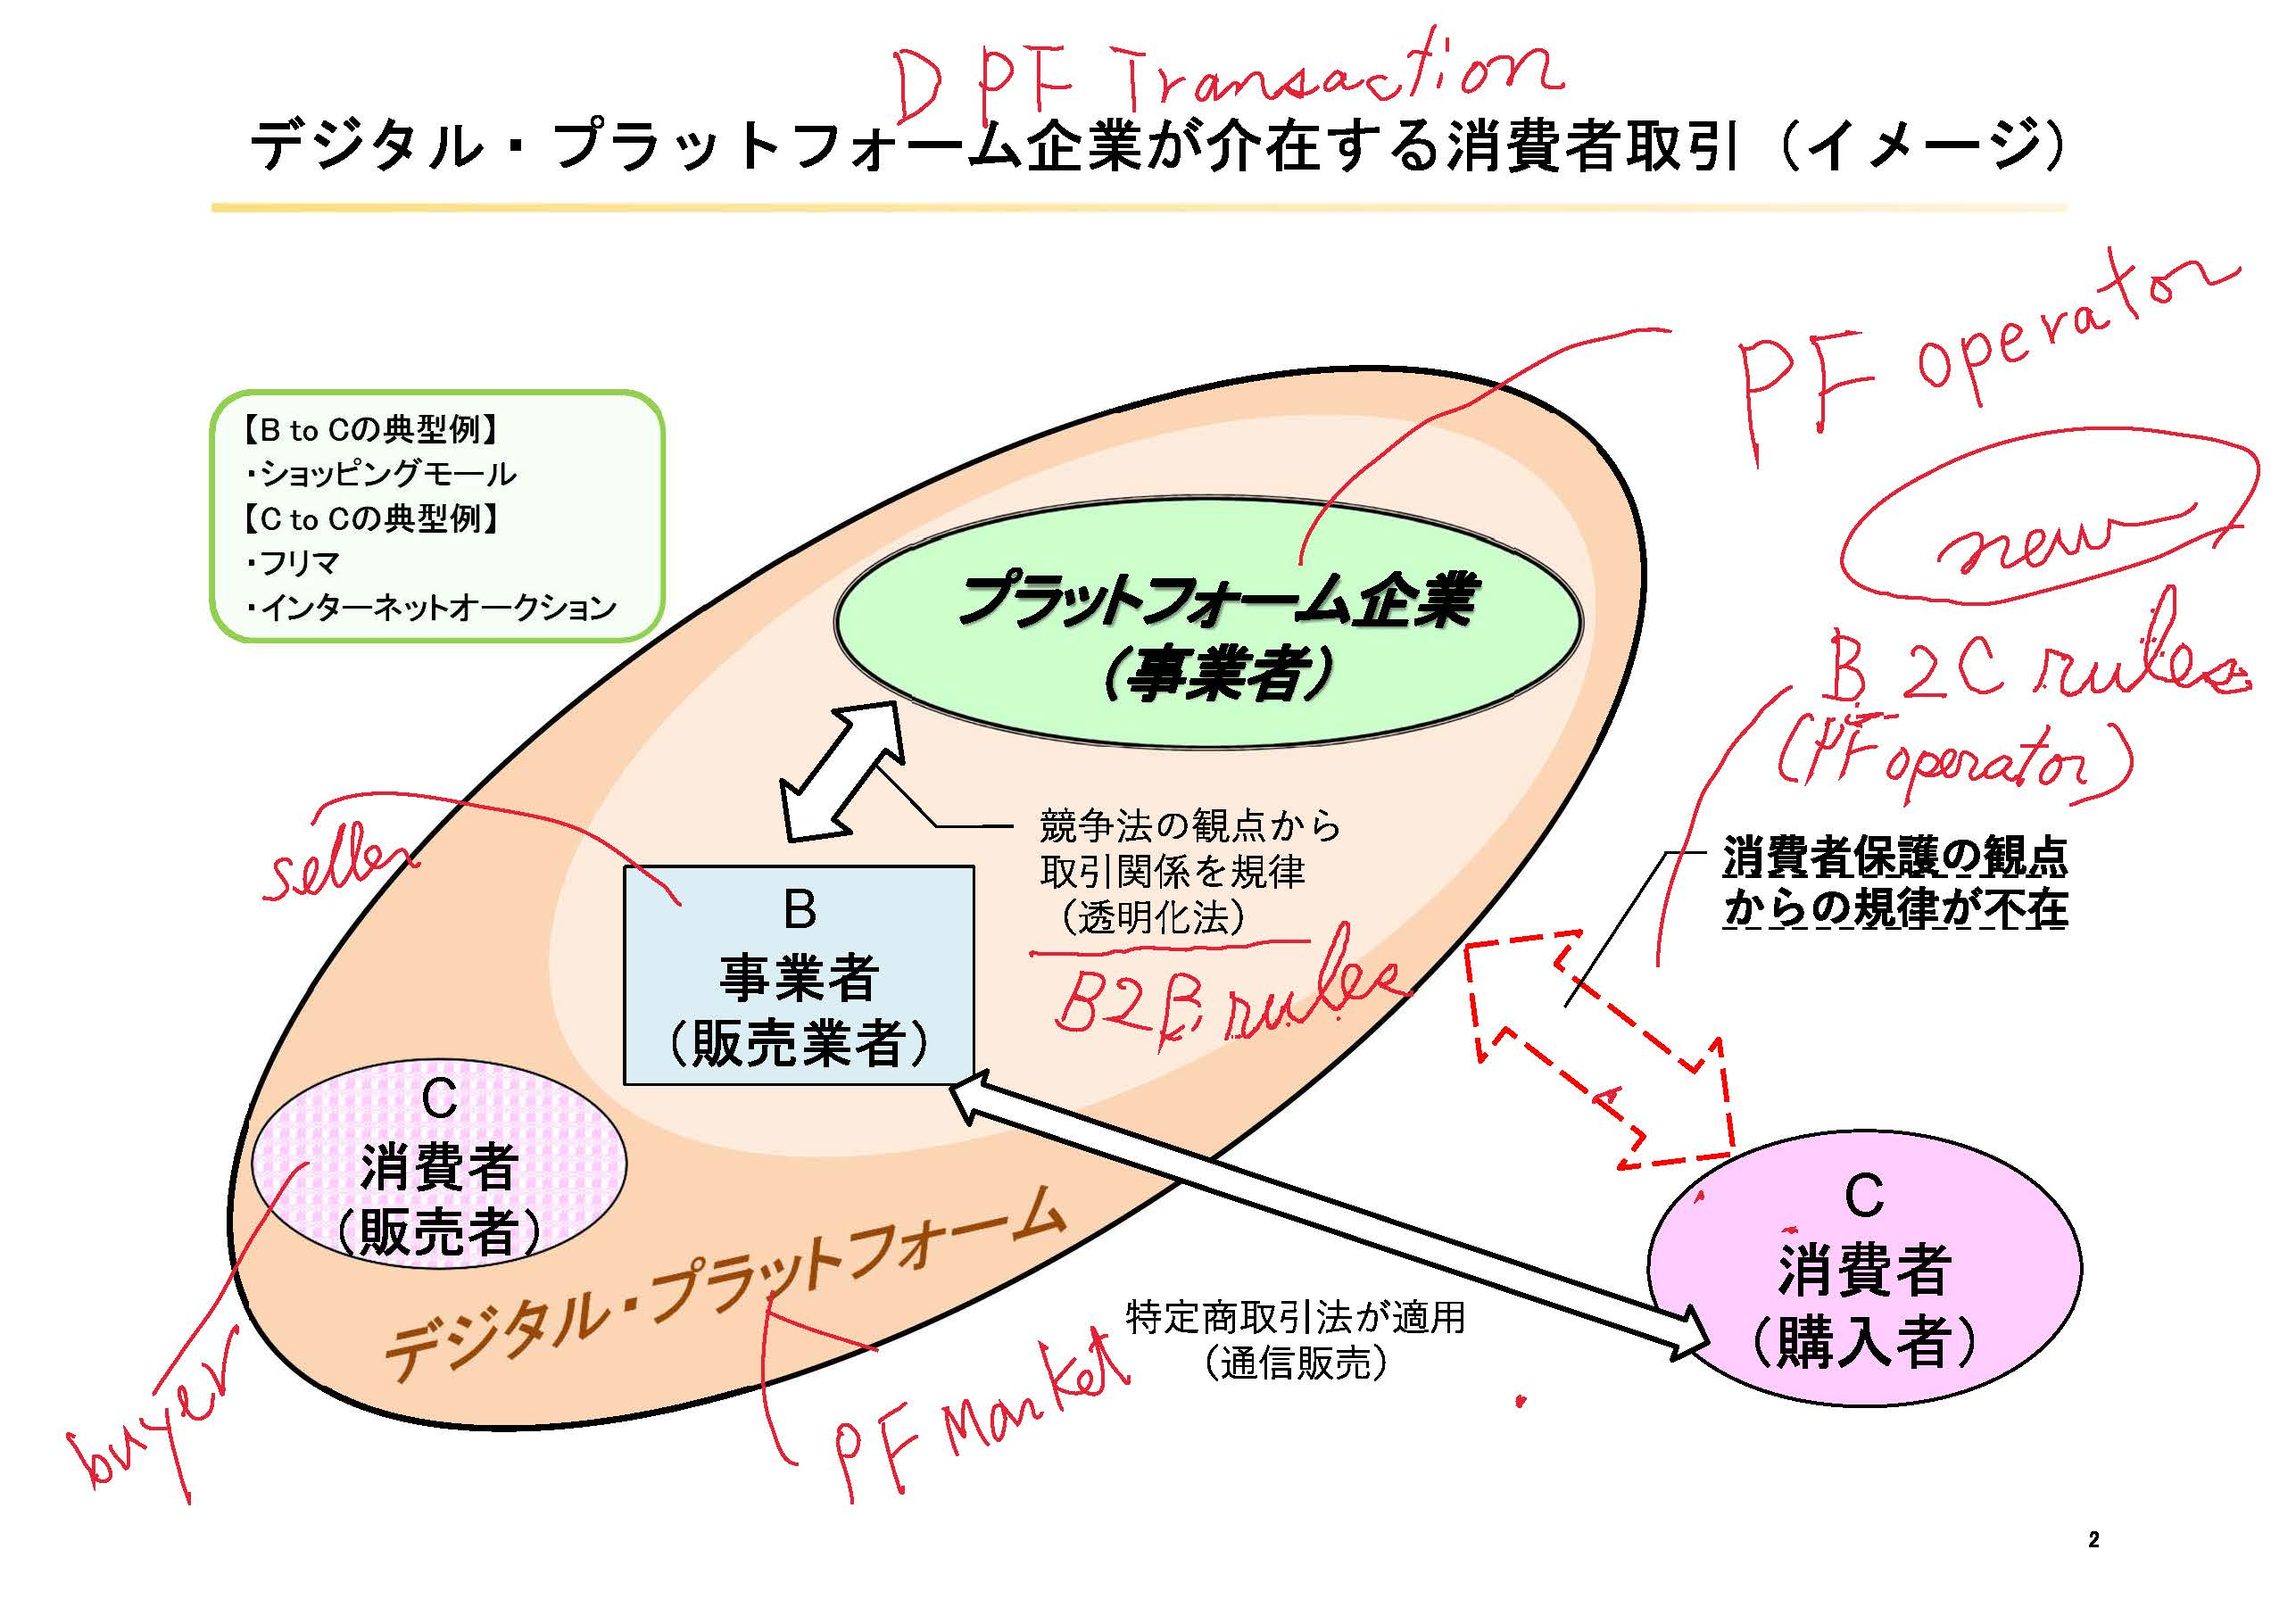 DPF Transaction
デジタル・プラットフォーム企業が介在する消費者取引（イメージ）
PF operator
new
B2C rules
(PF operator)
【B to Cの典型例】
・ショッピングモール
【C to Cの典型例】
・フリマ
・インターネットオークション
プラットフォーム企業
（事業者）
競争法の観点から
取引関係を規律
（透明化法）
B2B rules
消費者保護の観点
からの規律が不在
seller
B
事業者
（販売業者）
C
消費者
（販売者）
buyer
デジタル・プラットフォーム
PF Market
特定商取引法が適用
（通信販売）
C
消費者
（購入者）
2